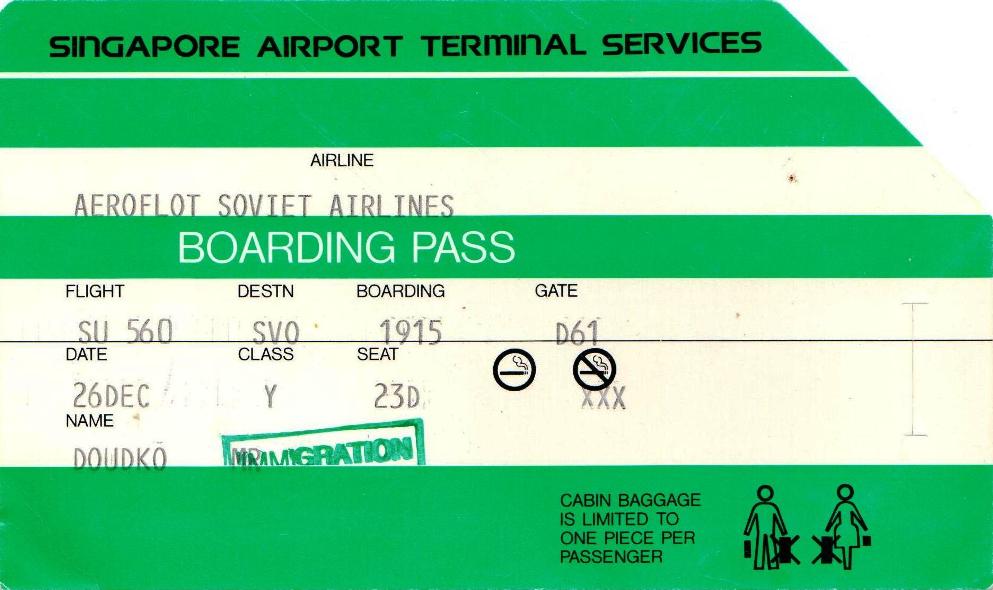 SINGAPORE AIRPORT TERMINAL SERVICES
AIRLINE
AEROFLOT SOVIET AIRLINES
BOARDING PASS
FLIGHT DESTN BOARDING GATE
SU 560 SVO 1915 D61
DATE CLASS SEAT
26DEC Y 23D XXX
NAME
DOUDKO MR
IMMIGRATION
CABIN BAGGAGE
IS LIMITED TO
ONE PIECE PER
PASSENGER